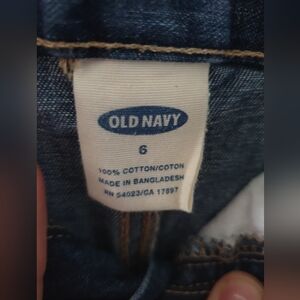 OLD NAVY
6
100% COTTON/COTON
MADE IN BANGLADESH
RN 54023/CA 17897